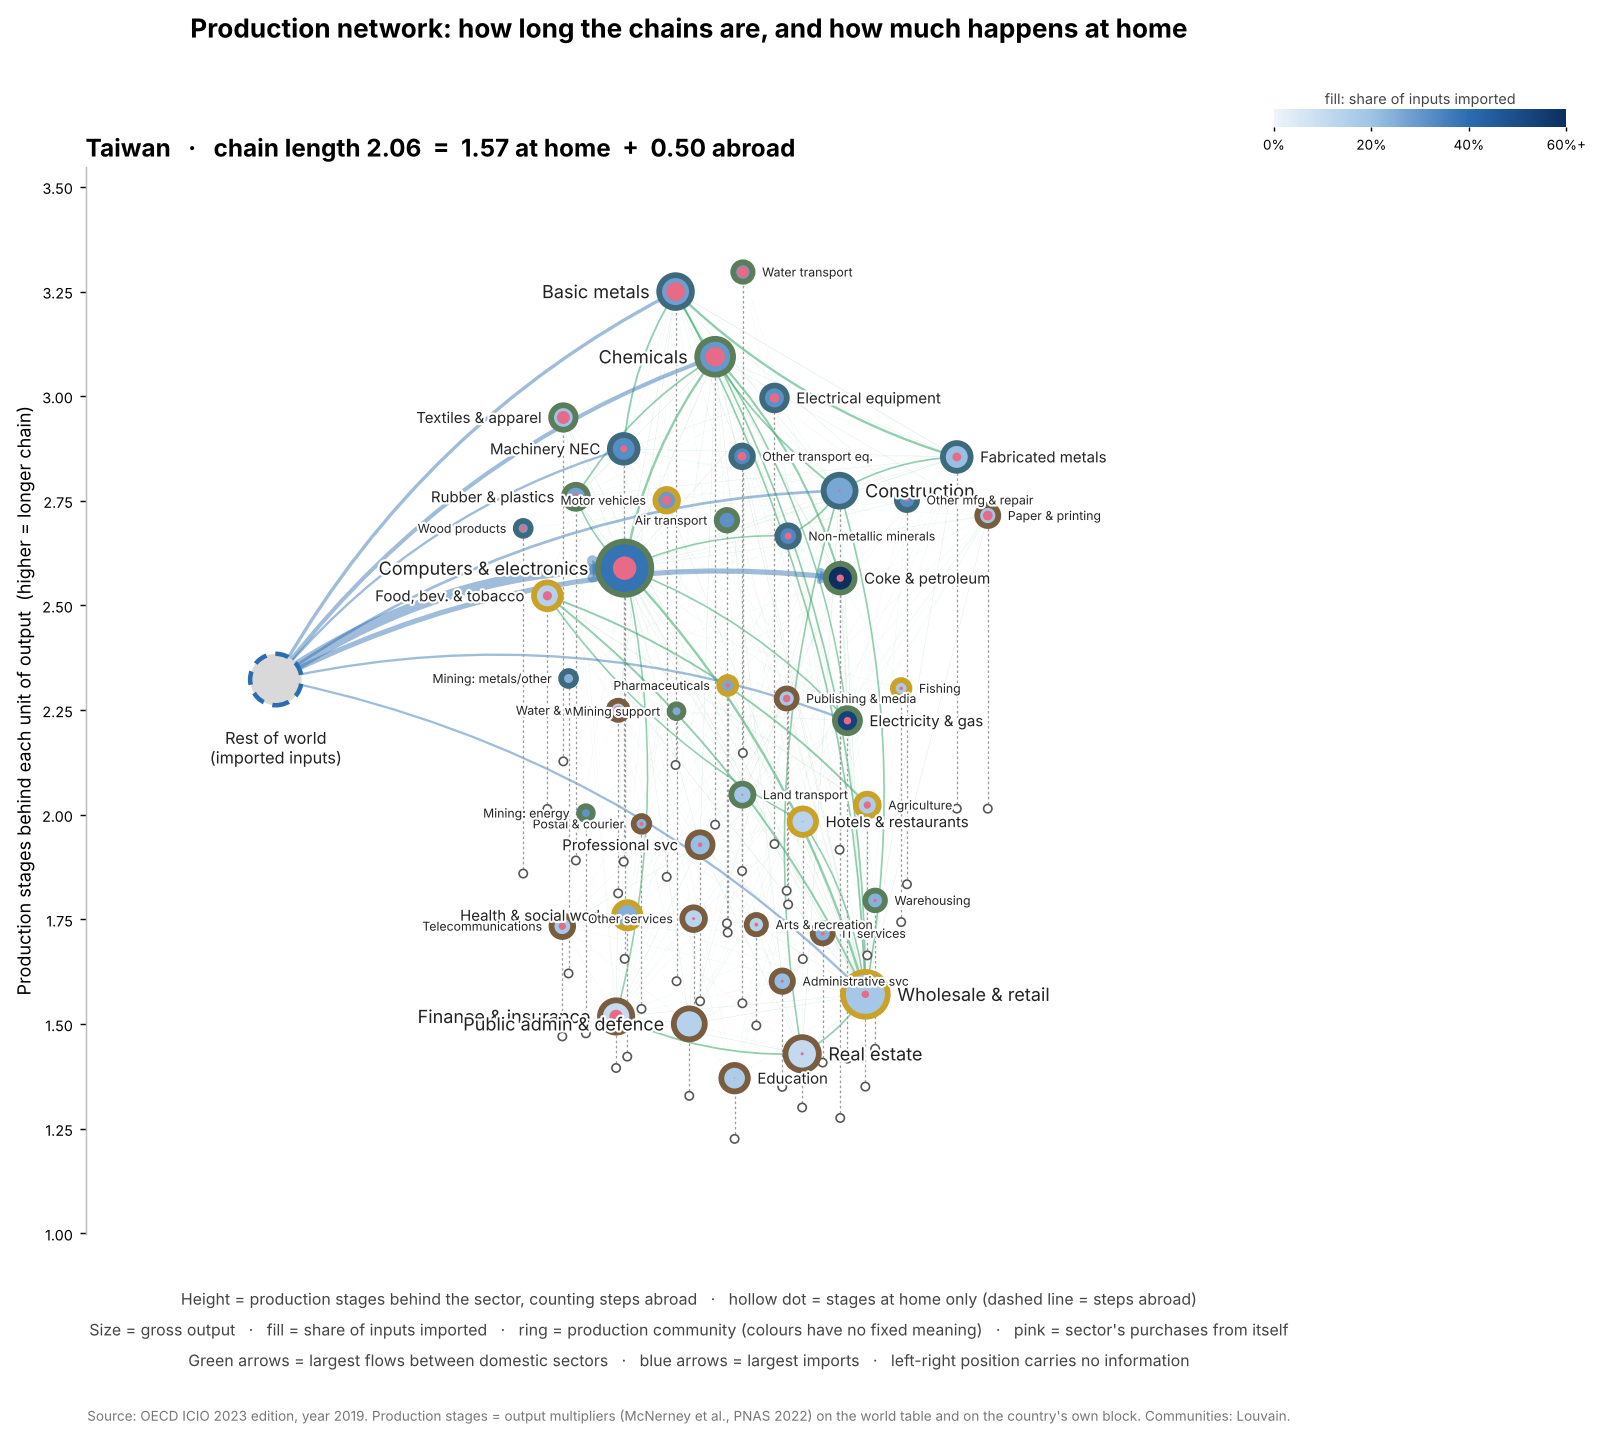 Production network: how long the chains are, and how much happens at home
fill: share of inputs imported
0%
20%
40%
60%+
Taiwan · chain length 2.06 = 1.57 at home + 0.50 abroad
Production stages behind each unit of output (higher = longer chain)
3.50
3.25
3.00
2.75
2.50
2.25
2.00
1.75
1.50
1.25
1.00
Water transport
Basic metals
Chemicals
Electrical equipment
Textiles & apparel
Machinery NEC
Other transport eq.
Fabricated metals
Rubber & plastics
Motor vehicles
Construction
Other mfg & repair
Paper & printing
Air transport
Wood products
Non-metallic minerals
Computers & electronics
Coke & petroleum
Food, bev. & tobacco
Rest of world
(imported inputs)
Mining: metals/other
Pharmaceuticals
Fishing
Publishing & media
Water &
Mining support
Electricity & gas
Land transport
Agriculture
Mining: energy
Postal & courier
Hotels & restaurants
Professional svc
Warehousing
Health & social
Other services
Telecommunications
Arts & recreation
services
Administrative svc
Wholesale & retail
Finance & insurance
Public admin & defence
Real estate
Education
Height = production stages behind the sector, counting steps abroad · hollow dot = stages at home only (dashed line = steps abroad)
Size = gross output · fill = share of inputs imported · ring = production community (colours have no fixed meaning) · pink = sector's purchases from itself
Green arrows = largest flows between domestic sectors · blue arrows = largest imports · left-right position carries no information
Source: OECD ICIO 2023 edition, year 2019. Production stages = output multipliers (McNerney et al., PNAS 2022) on the world table and on the country's own block. Communities: Louvain.